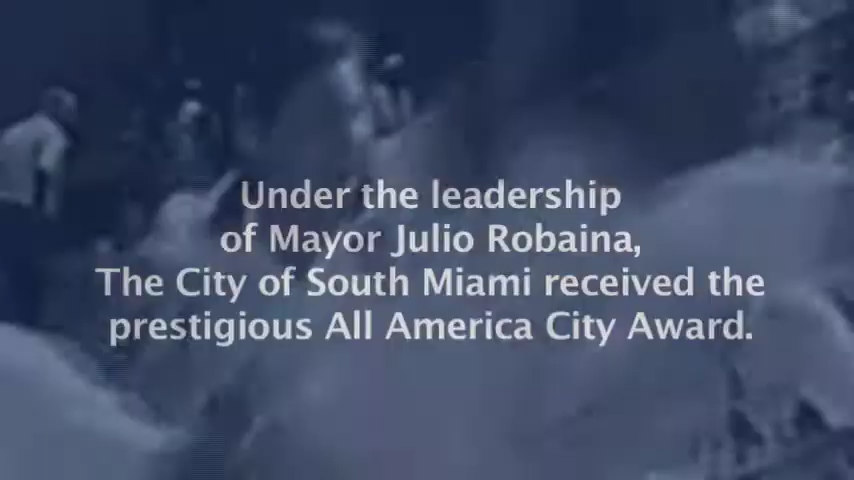 Under the leadership
of Mayor Julio Robaina,
The City of South Miami received the
prestigious All America City Award.